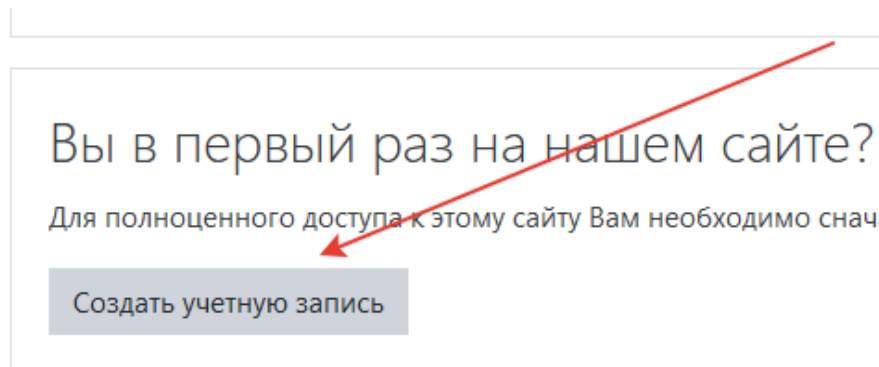 Вы в первый раз на нашем сайте?
Для полноценного доступа к этому сайту Вам необходимо снач
Создать учетную запись